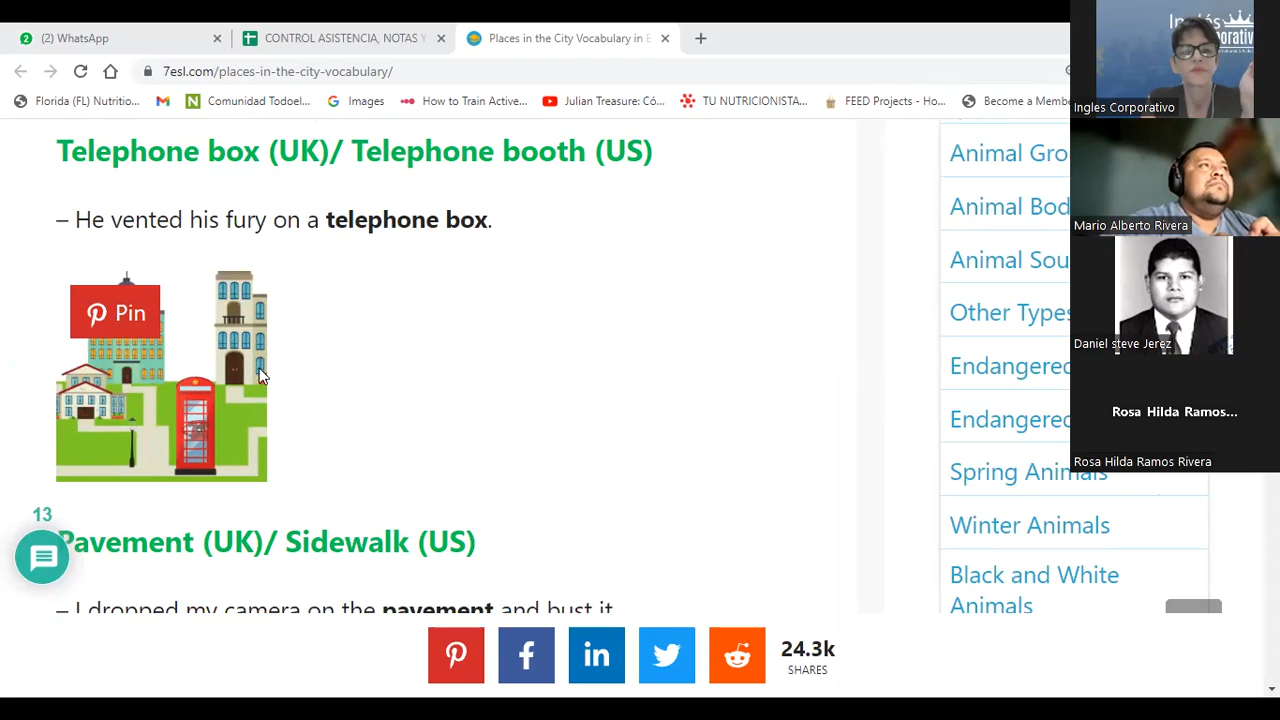 2
(2) WhatsApp
CONTROL ASISTENCIA, NOTAS Y
Places in the City Vocabulary in E
7esl.com/places-in-the-city-vocabulary/
Florida (FL) Nutritio...
Comunidad Todoel...
Images
How to Train Active...
Julian Treasure: Có...
TU NUTRICIONISTA...
FEED Projects - Ho...
Become a Membe
Telephone box (UK)/ Telephone booth (US)
– He vented his fury on a telephone box.
Pin
13
Pavement (UK)/ Sidewalk (US)
– I dropped my camera on the pavement and bust it
24.3k
SHARES
Animal Gro
Animal Bod
Animal Sou
Other Types
Endangered
Endangered
Spring Animals
Winter Animals
Black and White
Animals
Inglés
Ingles Corporativo
Mario Alberto Rivera
Daniel steve Jerez
Rosa Hilda Ramos...
Rosa Hilda Ramos Rivera